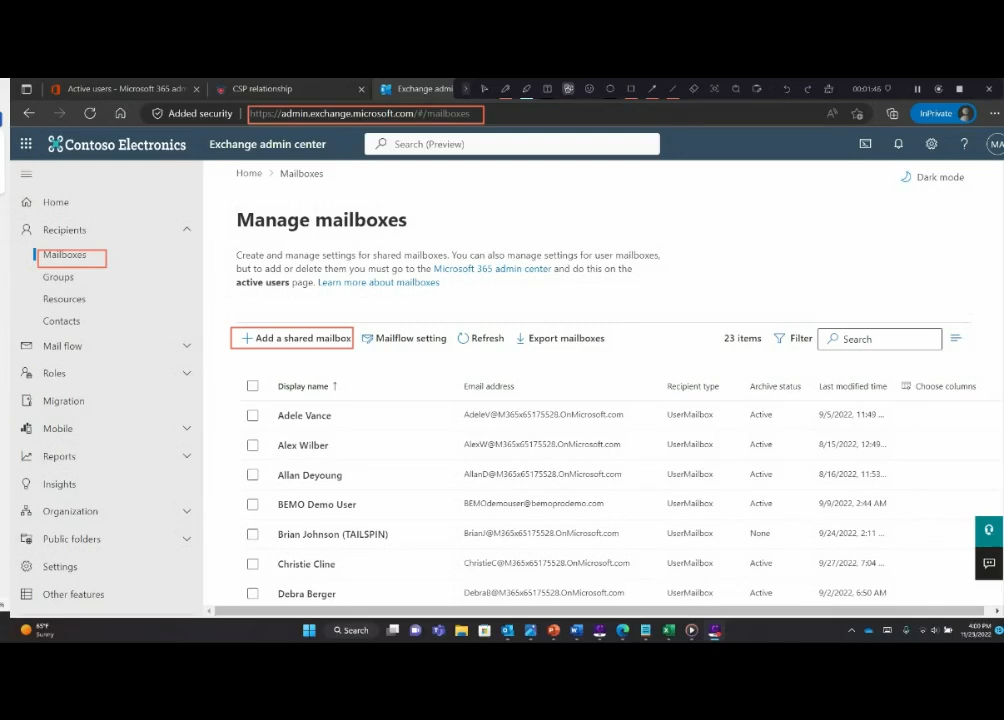 Active users - Microsoft 365 adm
CSP relationship
Exchange admi
00:01:46
Added security
https://admin.exchange.microsoft.com/#/mailboxes
InPrivate
Contoso Electronics
Exchange admin center
Search (Preview)
MA
Home > Mailboxes
Dark mode
Home
Recipients
Mailboxes
Groups
Resources
Contacts
Mail flow
Roles
Migration
Mobile
Reports
Insights
Organization
Public folders
Settings
Other features
Manage mailboxes
Create and manage settings for shared mailboxes. You can also manage settings for user mailboxes,
but to add or delete them you must go to the Microsoft 365 admin center and do this on the
active users page. Learn more about mailboxes
Add a shared mailbox Mailflow setting Refresh Export mailboxes 23 items Filter Search
Display name ↑ Email address Recipient type Archive status Last modified time Choose columns
Adele Vance AdeleV@M365x65175528.OnMicrosoft.com UserMailbox Active 9/5/2022, 11:49 ...
Alex Wilber AlexW@M365x65175528.OnMicrosoft.com UserMailbox Active 8/15/2022, 12:49...
Allan Deyoung AllanD@M365x65175528.OnMicrosoft.com UserMailbox Active 8/16/2022, 11:53...
BEMO Demo User BEMOdemouser@bemoprodemo.com UserMailbox Active 9/9/2022, 2:44 AM
Brian Johnson (TAILSPIN) BrianJ@M365x65175528.OnMicrosoft.com UserMailbox None 9/24/2022, 2:11 ...
Christie Cline ChristieC@M365x65175528.OnMicrosoft.com UserMailbox Active 9/27/2022, 7:04 ...
Debra Berger DebraB@M365x65175528.OnMicrosoft.com UserMailbox Active 9/2/2022, 6:50 AM
Sunny
Search
4:00 PM
11/23/2022